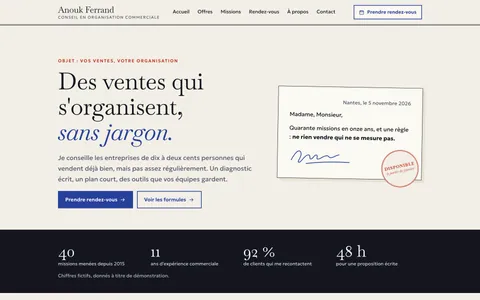 Anouk Ferrand
CONSEIL EN ORGANISATION COMMERCIALE
Accueil Offres Missions Rendez-vous À propos Contact
Prendre rendez-vous
OBJET : VOS VENTES, VOTRE ORGANISATION
Des ventes qui
s'organisent,
sans jargon.
Je conseille les entreprises de dix à deux cents personnes qui
vendent déjà bien, mais pas assez régulièrement. Un diagnostic
écrit, un plan court, des outils que vos équipes gardent.
Prendre rendez-vous →
Voir les formules →
Nantes, le 5 novembre 2026
Madame, Monsieur,
Quarante missions en onze ans, et une règle
: ne rien vendre qui ne se mesure pas.
DISPONIBLE
40
missions menées depuis 2015
11
ans d'expérience commerciale
92 %
de clients qui me recontactent
48 h
pour une proposition écrite
Chiffres fictifs, donnés à titre de démonstration.